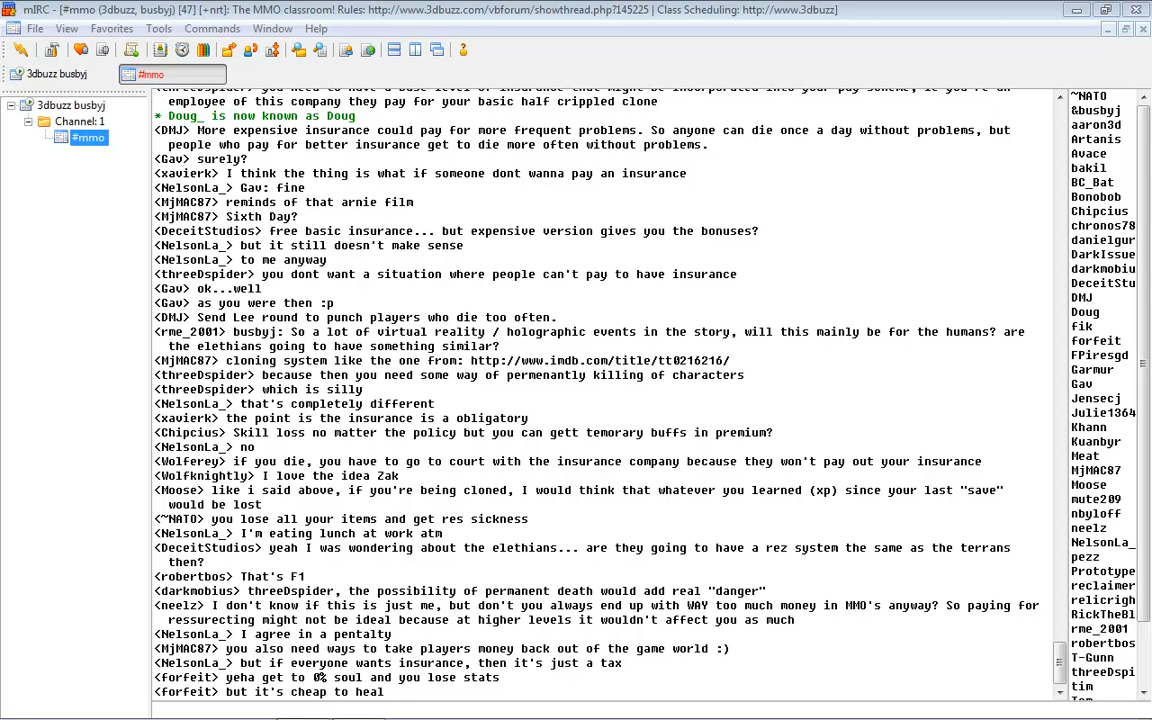 mIRC - [#mmo (3dbuzz, busbyj) [47] [+nrt]: The MMO classroom! Rules: http://www.3dbuzz.com/vbforum/showthread.php?145225 | Class Scheduling: http://www.3dbuzz]
File View Favorites Tools Commands Window Help
3dbuzz busbyj #mmo
3dbuzz busbyj
Channel: 1
#mmo
employee of this company they pay for your basic half crippled clone
* Doug_ is now known as Doug
<DMJ> More expensive insurance could pay for more frequent problems. So anyone can die once a day without problems, but
people who pay for better insurance get to die more often without problems.
<Gav> surely?
<xavierk> I think the thing is what if someone dont wanna pay an insurance
<NelsonLa_> Gav: fine
<MjMAC87> reminds of that arnie film
<MjMAC87> Sixth Day?
<DeceitStudios> free basic insurance... but expensive version gives you the bonuses?
<NelsonLa_> but it still doesn't make sense
<NelsonLa_> to me anyway
<threeDspider> you dont want a situation where people can't pay to have insurance
<Gav> ok...well
<Gav> as you were then :p
<DMJ> Send Lee round to punch players who die too often.
<rme_2001> busbyj: So a lot of virtual reality / holographic events in the story, will this mainly be for the humans? are
the elethians going to have something similar?
<MjMAC87> cloning system like the one from: http://www.imdb.com/title/tt0216216/
<threeDspider> because then you need some way of permenantly killing of characters
<threeDspider> which is silly
<NelsonLa_> that's completely different
<xavierk> the point is the insurance is a obligatory
<Chipcius> Skill loss no matter the policy but you can gett temorary buffs in premium?
<NelsonLa_> no
<Wolferey> if you die, you have to go to court with the insurance company because they won't pay out your insurance
<Wolfknightly> I love the idea Zak
<Moose> like i said above, if you're being cloned, I would think that whatever you learned (xp) since your last "save"
would be lost
<~NATO> you lose all your items and get res sickness
<NelsonLa_> I'm eating lunch at work atm
<DeceitStudios> yeah I was wondering about the elethians... are they going to have a rez system the same as the terrans
then?
<robertbos> That's F1
<darkmobius> threeDspider, the possibility of permanent death would add real "danger"
<neelz> I don't know if this is just me, but don't you always end up with WAY too much money in MMO's anyway? So paying for
ressurecting might not be ideal because at higher levels it wouldn't affect you as much
<NelsonLa_> I agree in a pentalty
<MjMAC87> you also need ways to take players money back out of the game world :)
<NelsonLa_> but if everyone wants insurance, then it's just a tax
<forfeit> yeha get to 0% soul and you lose stats
<forfeit> but it's cheap to heal
~NATO
&busbyj
aaron3d
Artanis
Avace
bakil
BC_Bat
Bonobob
Chipcius
chronos78
danielgur
DarkIssue
darkmobiu
DeceitStu
DMJ
Doug
fik
forfeit
FPiresgd
Garmur
Gav
Jensecj
Julie1364
Khann
Kuanbyr
Meat
MjMAC87
Moose
mute209
nbyloff
neelz
NelsonLa_
pezz
Prototype
reclaimer
relicrigh
RickTheBl
rme_2001
robertbos
T-Gunn
threeDspi
tim